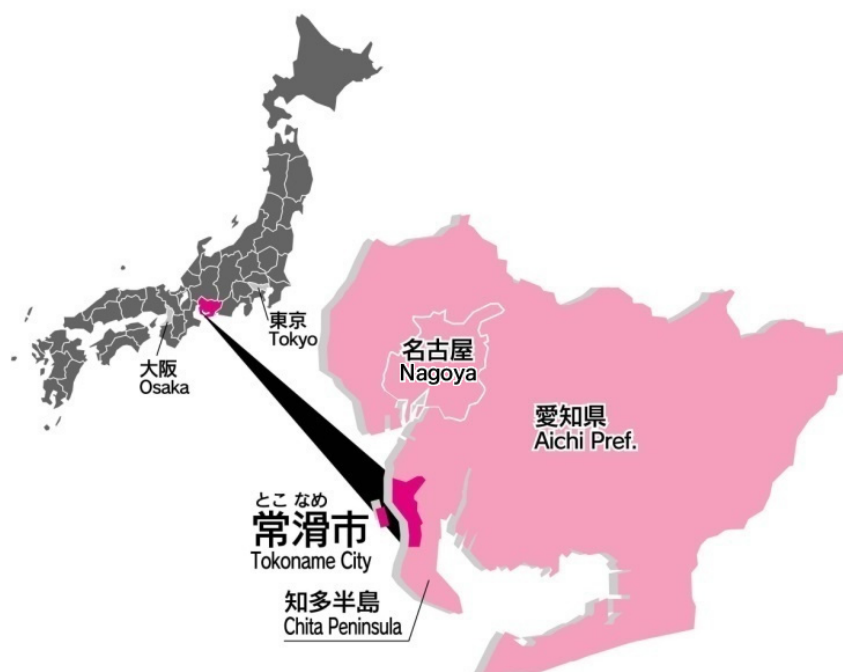 東京
Tokyo
大阪
Osaka
名古屋
Nagoya
愛知県
Aichi Pref.
とこ なめ
常滑市
Tokoname City
知多半島
Chita Peninsula